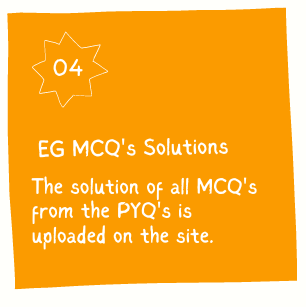 04
EG MCQ's Solutions
The solution of all MCQ's
from the PYQ's is
uploaded on the site.